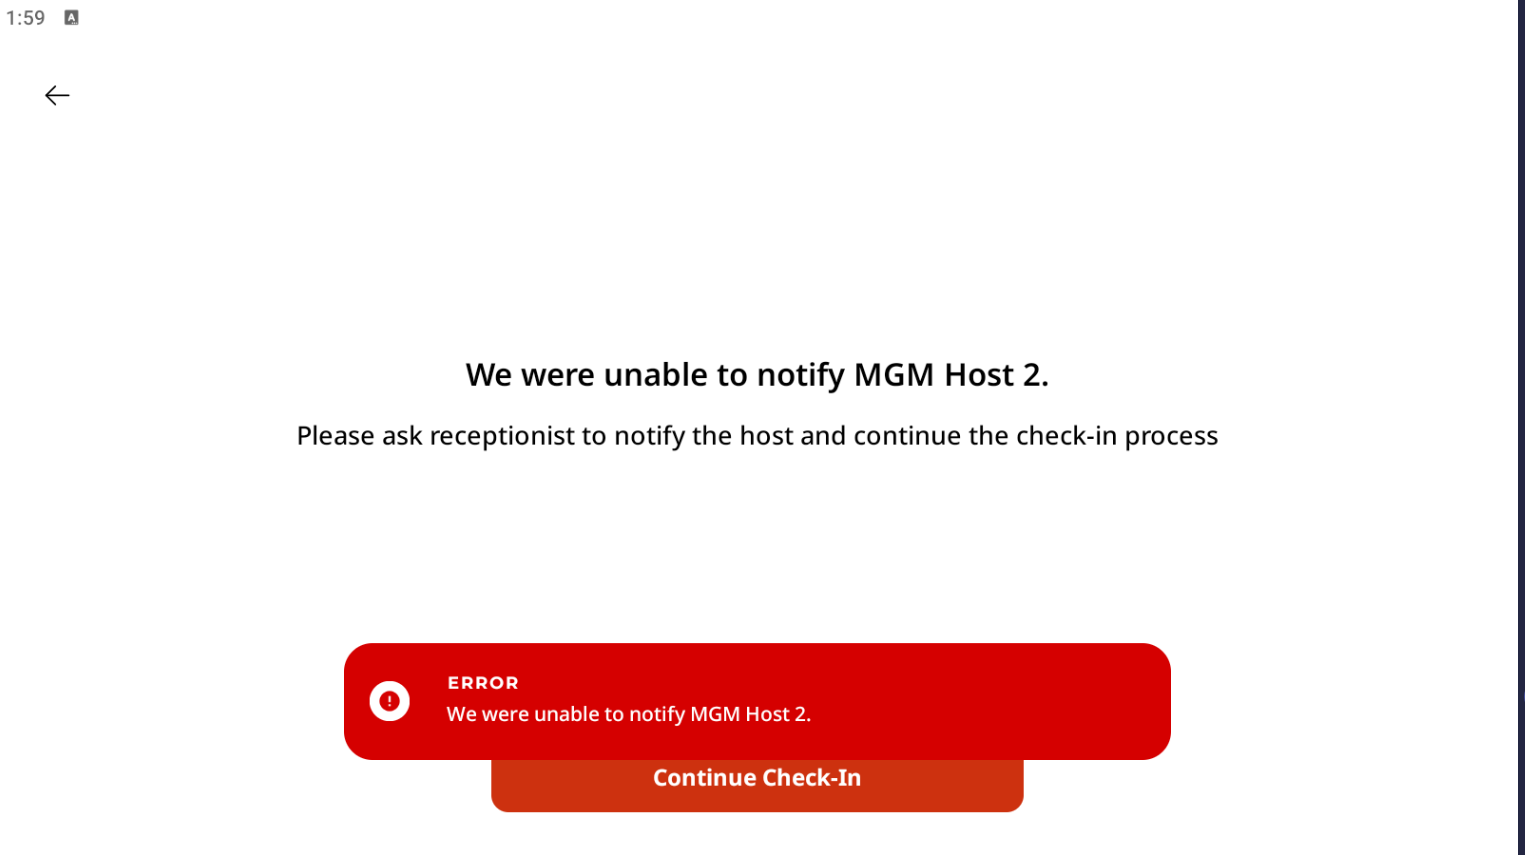 1:59
We were unable to notify MGM Host 2.
Please ask receptionist to notify the host and continue the check-in process
ERROR
We were unable to notify MGM Host 2.
Continue Check-In